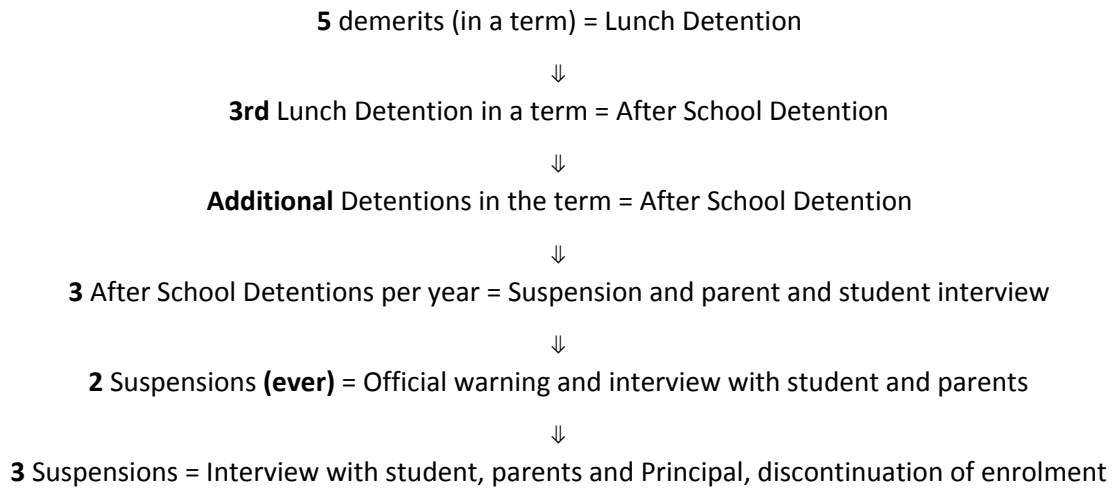 5 demerits (in a term) = Lunch Detention
⇓
3rd Lunch Detention in a term = After School Detention
⇓
Additional Detentions in the term = After School Detention
⇓
3 After School Detentions per year = Suspension and parent and student interview
⇓
2 Suspensions (ever) = Official warning and interview with student and parents
⇓
3 Suspensions = Interview with student, parents and Principal, discontinuation of enrolment